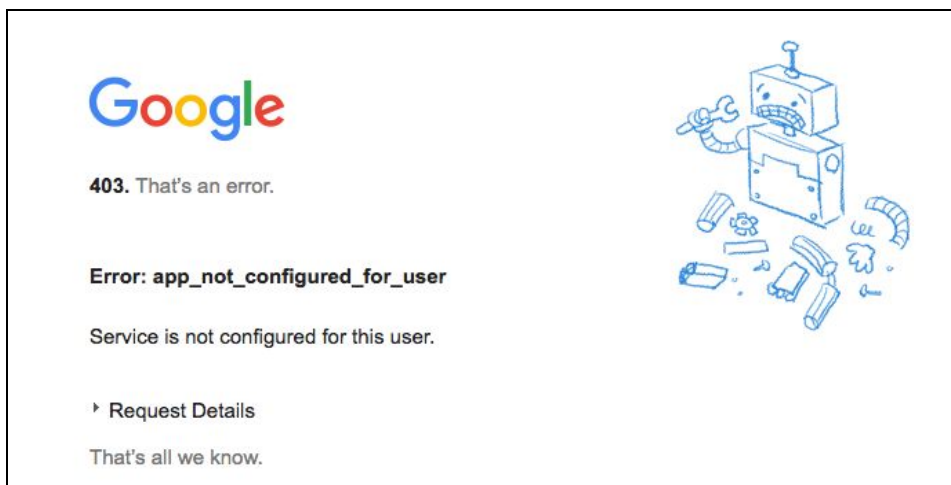 Google
403. That's an error.
Error: app_not_configured_for_user
Service is not configured for this user.
Request Details
That's all we know.